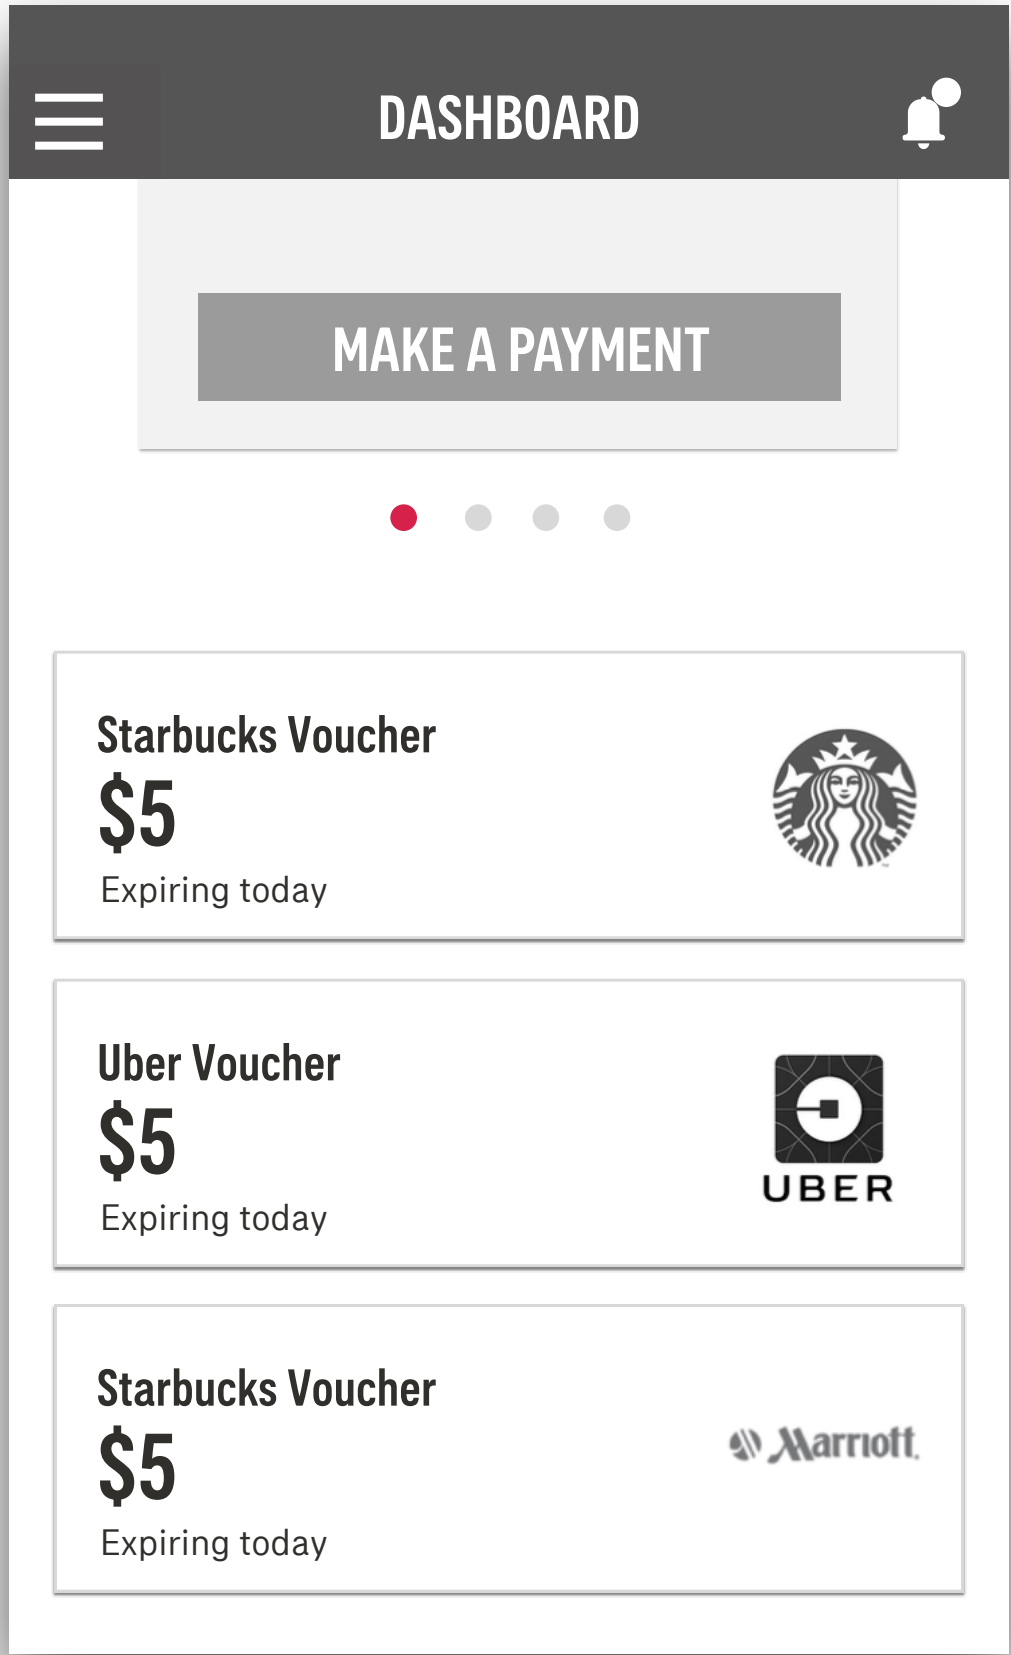 DASHBOARD
MAKE A PAYMENT
Starbucks Voucher
$5
Expiring today
Uber Voucher
$5
Expiring today
UBER
Starbucks Voucher
$5
Expiring today
Marriott